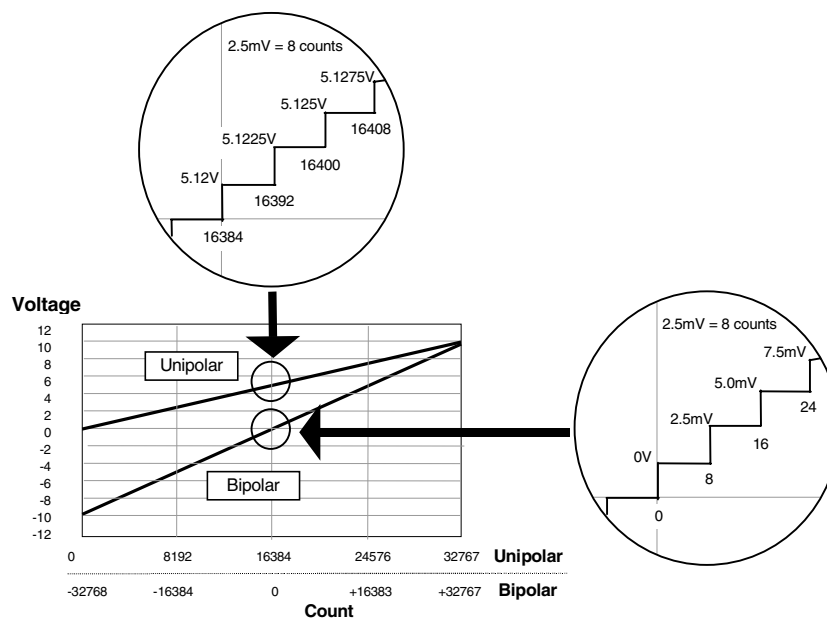 2.5mV = 8 counts
5.1275V
5.125V
16408
5.1225V
16400
5.12V
16392
16384
Voltage
12
10
8
6
4
2
0
-2
-4
-6
-8
-10
-12
Unipolar
Bipolar
2.5mV = 8 counts
7.5mV
5.0mV
24
2.5mV
16
0V
8
0
0 8192 16384 24576 32767 Unipolar
-32768 -16384 0 +16383 +32767 Bipolar
Count